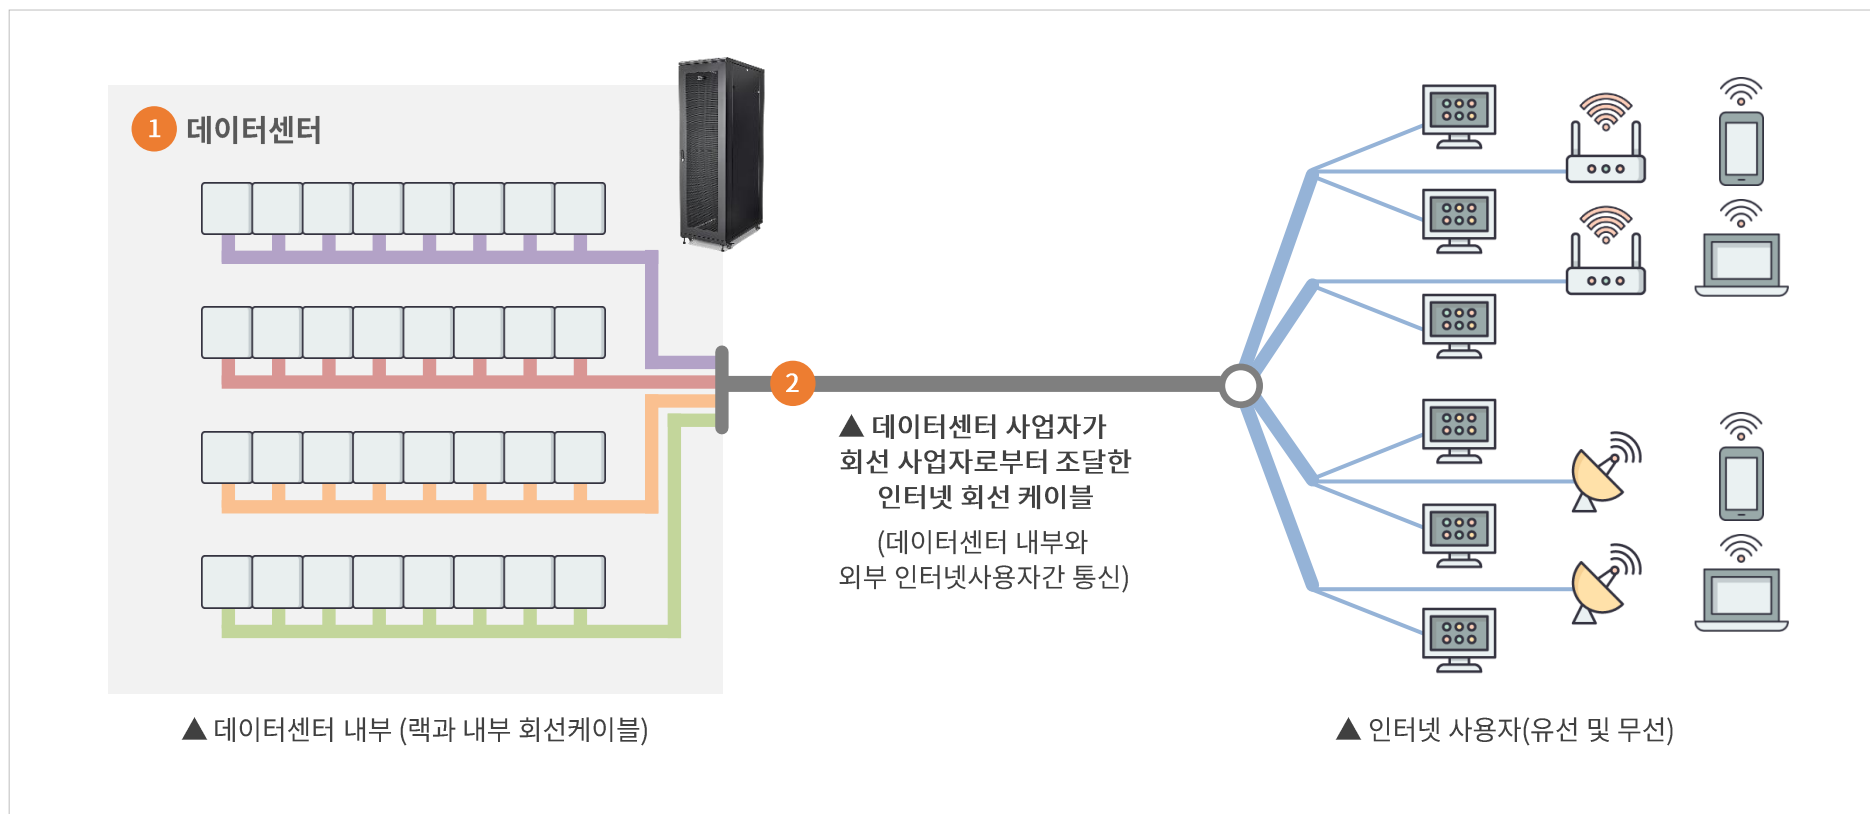 1 데이터센터
2
▲ 데이터센터 사업자가
회선 사업자로부터 조달한
인터넷 회선 케이블
(데이터센터 내부와
외부 인터넷사용자간 통신)
▲ 데이터센터 내부 (랙과 내부 회선케이블)
▲ 인터넷 사용자(유선 및 무선)